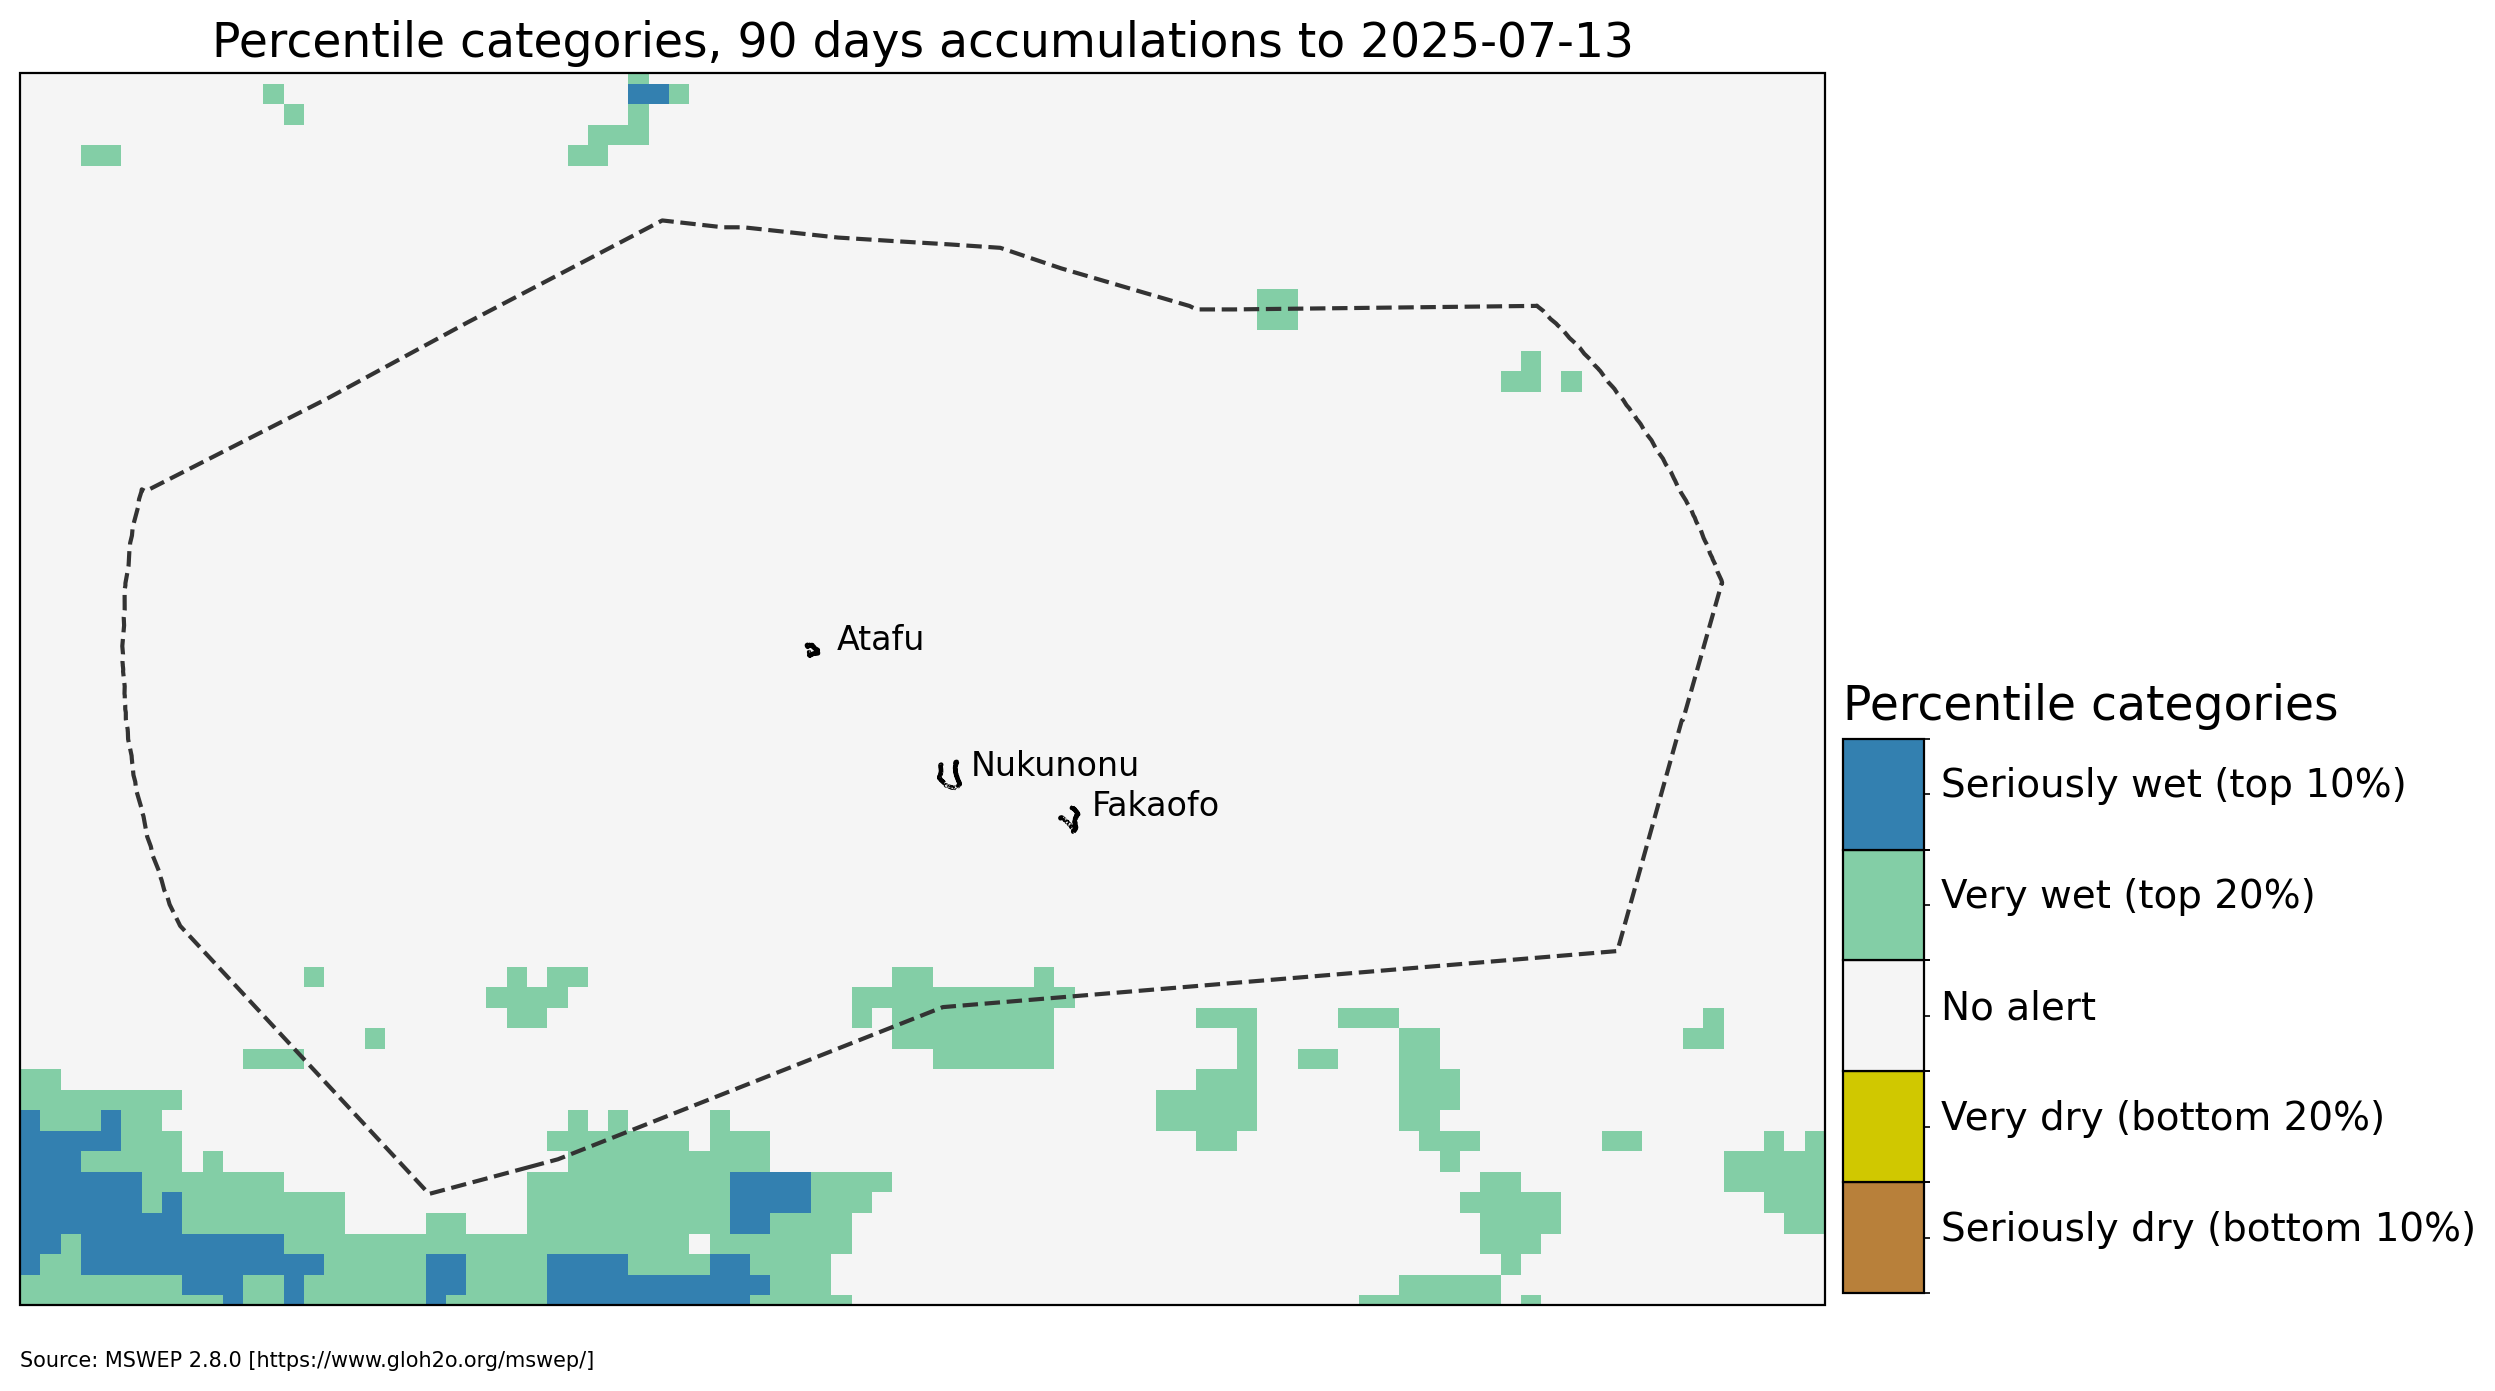 Percentile categories, 90 days accumulations to 2025-07-13
Atafu
Nukunonu
Fakaofo
Percentile categories
Seriously wet (top 10%)
Very wet (top 20%)
No alert
Very dry (bottom 20%)
Seriously dry (bottom 10%)
Source: MSWEP 2.8.0 [https://www.gloh2o.org/mswep/]